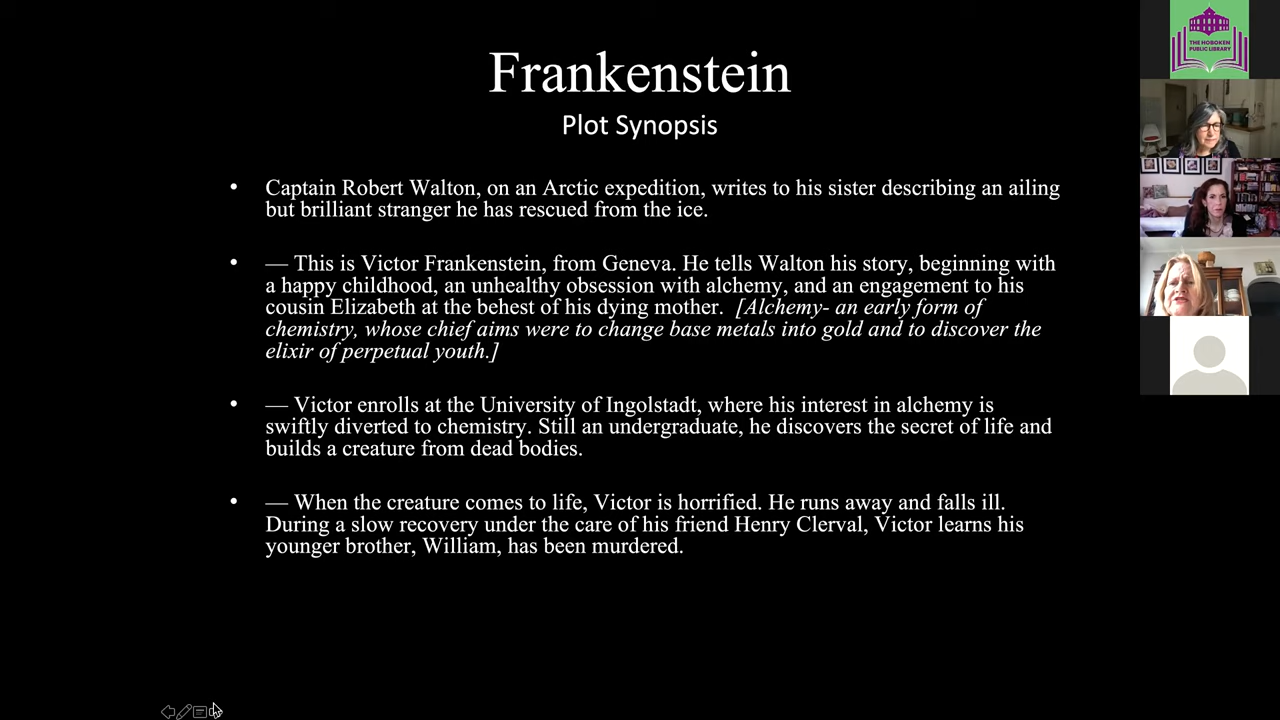 Frankenstein
Plot Synopsis
• Captain Robert Walton, on an Arctic expedition, writes to his sister describing an ailing
but brilliant stranger he has rescued from the ice.
• — This is Victor Frankenstein, from Geneva. He tells Walton his story, beginning with
a happy childhood, an unhealthy obsession with alchemy, and an engagement to his
cousin Elizabeth at the behest of his dying mother. [Alchemy- an early form of
chemistry, whose chief aims were to change base metals into gold and to discover the
elixir of perpetual youth.]
• — Victor enrolls at the University of Ingolstadt, where his interest in alchemy is
swiftly diverted to chemistry. Still an undergraduate, he discovers the secret of life and
builds a creature from dead bodies.
• — When the creature comes to life, Victor is horrified. He runs away and falls ill.
During a slow recovery under the care of his friend Henry Clerval, Victor learns his
younger brother, William, has been murdered.
THE HOBOKEN
PUBLIC LIBRARY